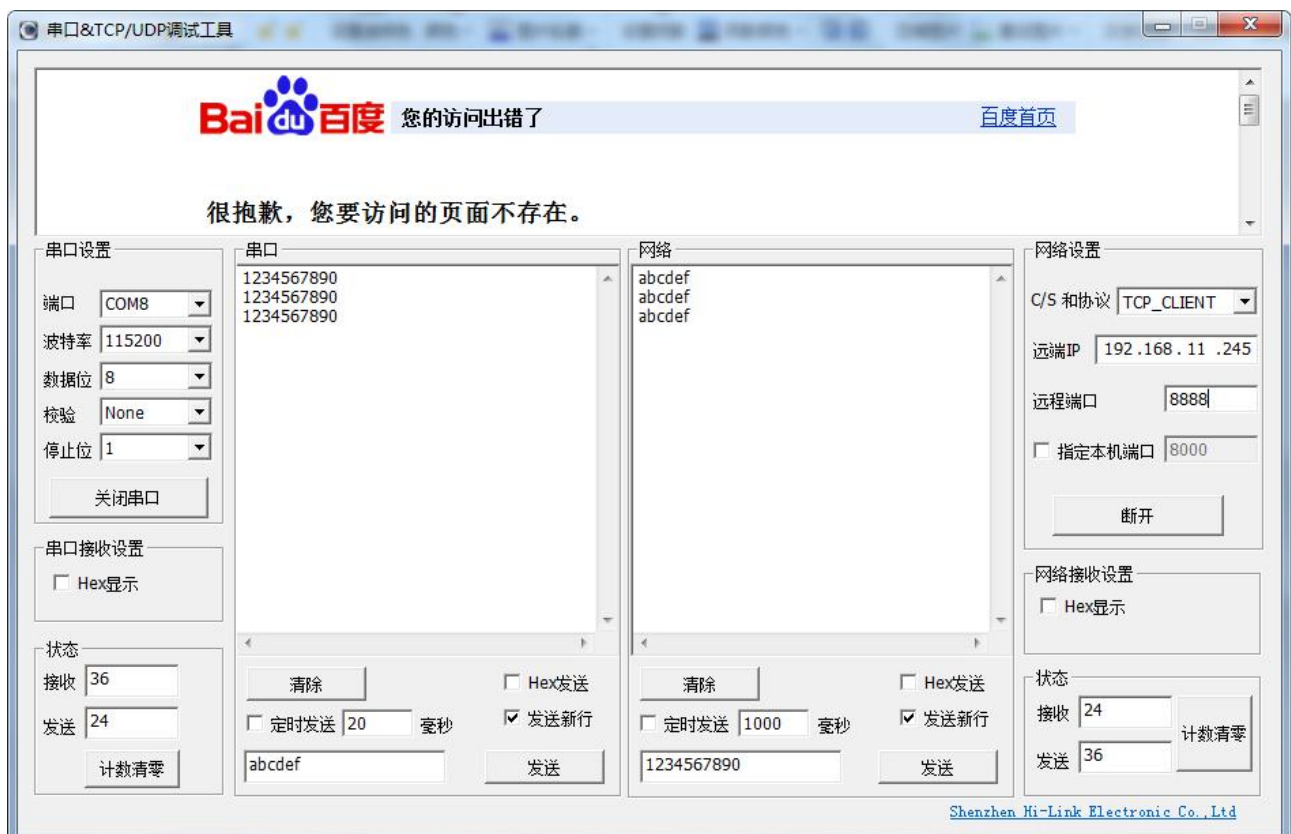 串口&TCP/UDP调试工具
Bai du 百度 您的访问出错了 百度首页
很抱歉，您要访问的页面不存在。
串口设置
端口 COM8
波特率 115200
数据位 8
校验 None
停止位 1
关闭串口
串口接收设置
Hex显示
状态
接收 36
发送 24
计数清零
串口
1234567890
1234567890
1234567890
清除 Hex发送
定时发送 20 毫秒 发送新行
abcdef 发送
网络
abcdef
abcdef
abcdef
清除 Hex发送
定时发送 1000 毫秒 发送新行
1234567890 发送
网络设置
C/S 和协议 TCP_CLIENT
远端IP 192.168.11.245
远程端口 8888
指定本机端口 8000
断开
网络接收设置
Hex显示
状态
接收 24
发送 36
计数清零
Shenzhen Hi-Link Electronic Co.,Ltd